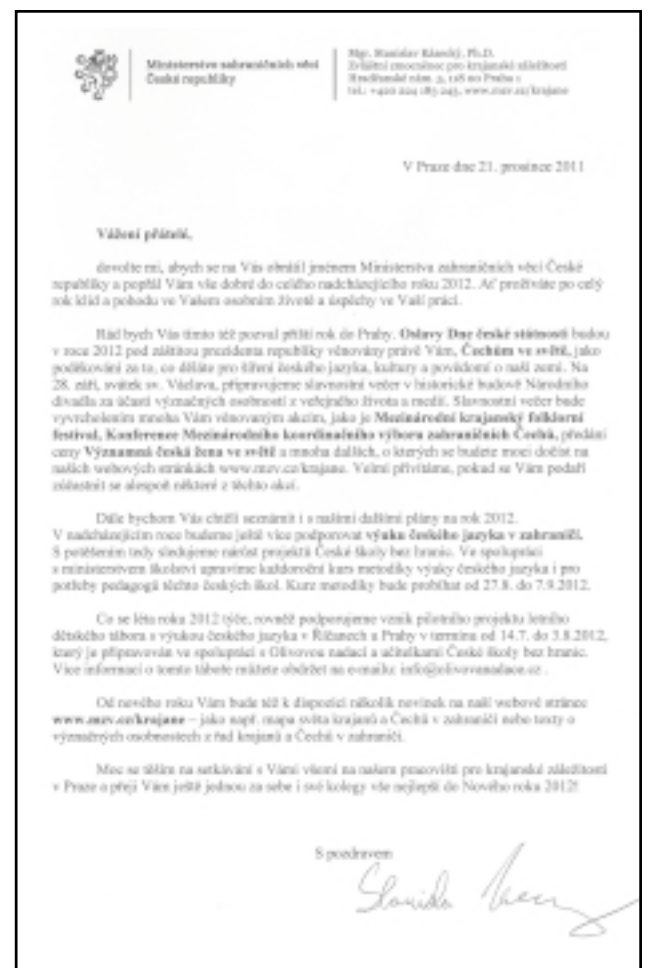 Ministerstvo zahraničních věcí
České republiky
Mgr. Stanislav Kázecký, Ph.D.
Zvláštní zmocněnec pro krajanské záležitosti
Hradčanské nám. 5, 118 00 Praha 1
tel.: +420 224 183 243, www.mzv.cz/krajane
V Praze dne 21. prosince 2011
Vážení přátelé,
dovolte mi, abych se na Vás obrátil jménem Ministerstva zahraničních věcí České
republiky a popřál Vám vše dobré do celého nadcházejícího roku 2012. Ať prožíváte po celý
rok klid a pohodu ve Vašem osobním životě a úspěchy ve Vaší práci.
Rád bych Vás tímto též pozval příští rok do Prahy. Oslavy Dne české státnosti budou
v roce 2012 pod záštitou prezidenta republiky věnovány právě Vám, Čechům ve světě, jako
poděkování za to, co děláte pro šíření českého jazyka, kultury a povědomí o naší zemi. Na
28. září, svátek sv. Václava, připravujeme slavnostní večer v historické budově Národního
divadla za účasti význačných osobností z veřejného života a medií. Slavnostní večer bude
vyvrcholením mnoha Vám věnovaným akcím, jako je Mezinárodní krajanský folklorní
festival, Konference Mezinárodního koordinačního výboru zahraničních Čechů, předání
ceny Významná česká žena ve světě a mnoha dalších, o kterých se budete moci dočíst na
našich webových stránkách www.mzv.cz/krajane. Velmi přivítáme, pokud se Vám podaří
zúčastnit se alespoň některé z těchto akcí.
Dále bychom Vás chtěli seznámit i s našimi dalšími plány na rok 2012.
V nadcházejícím roce budeme ještě více podporovat výuku českého jazyka v zahraničí.
S potěšením tedy sledujeme nárůst projektů České školy bez hranic. Ve spolupráci
s ministerstvem školství upravíme každoroční kurs metodiky výuky českého jazyka i pro
potřeby pedagogů těchto českých škol. Kurz metodiky bude probíhat od 27.8. do 7.9.2012.
Co se léta roku 2012 týče, rovněž podporujeme vznik pilotního projektu letního
dětského tábora s výukou českého jazyka v Říčanech u Prahy v termínu od 14.7. do 3.8.2012,
který je připravován ve spolupráci s Olivovou nadací a učitelkami České školy bez hranic.
Více informací o tomto táboře můžete obdržet na e-mailu: info@olivovanadace.cz .
Od nového roku Vám bude též k dispozici několik novinek na naší webové stránce
www.mzv.cz/krajane – jako např. mapa světa krajanů a Čechů v zahraničí nebo texty o
význačných osobnostech z řad krajanů a Čechů v zahraničí.
Moc se těším na setkávání s Vámi všemi na našem pracovišti pro krajanské záležitosti
v Praze a přeji Vám ještě jednou za sebe i své kolegy vše nejlepší do Nového roku 2012!
S pozdravem